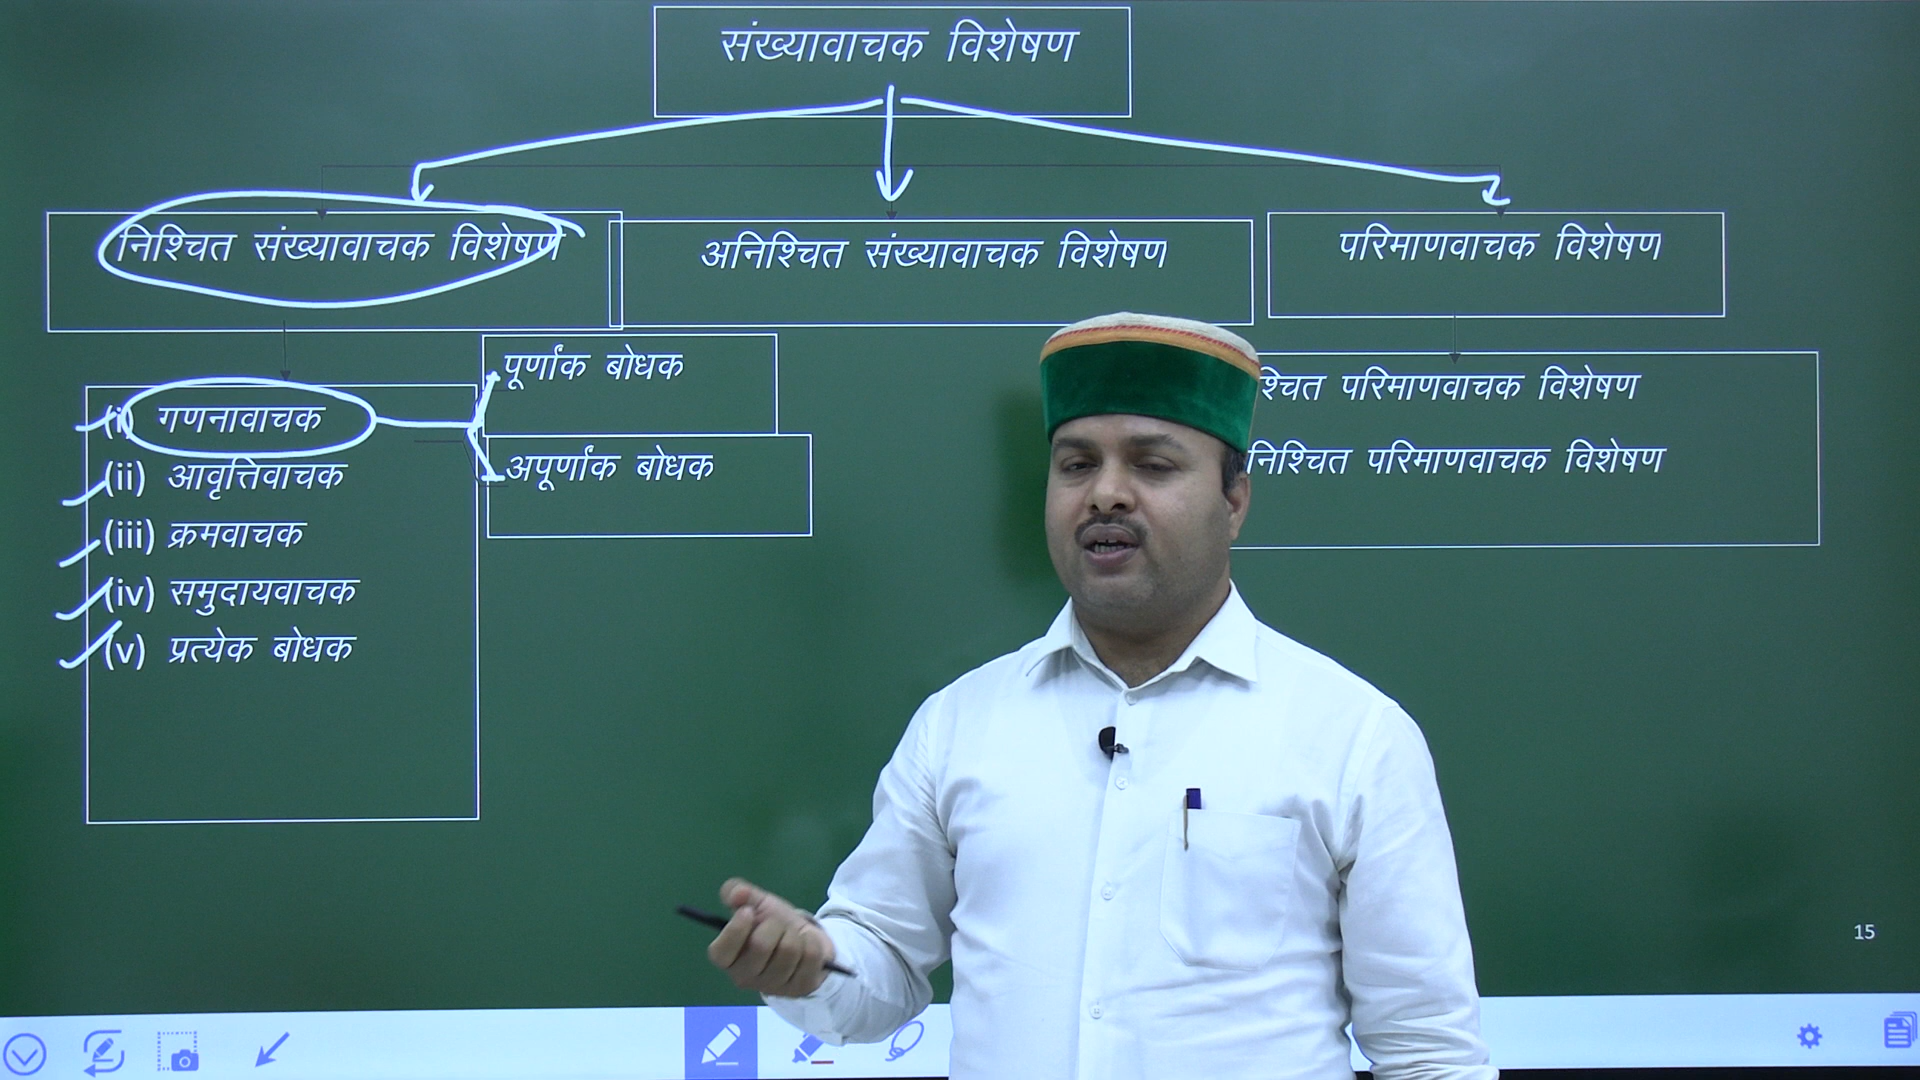 संख्यावाचक विशेषण
निश्चित संख्यावाचक विशेषण
अनिश्चित संख्यावाचक विशेषण
परिमाणवाचक विशेषण
(i) गणनावाचक
(ii) आवृत्तिवाचक
(iii) क्रमवाचक
(iv) समुदायवाचक
(v) प्रत्येक बोधक
पूर्णांक बोधक
अपूर्णांक बोधक
परिमाणवाचक विशेषण
परिमाणवाचक विशेषण
15